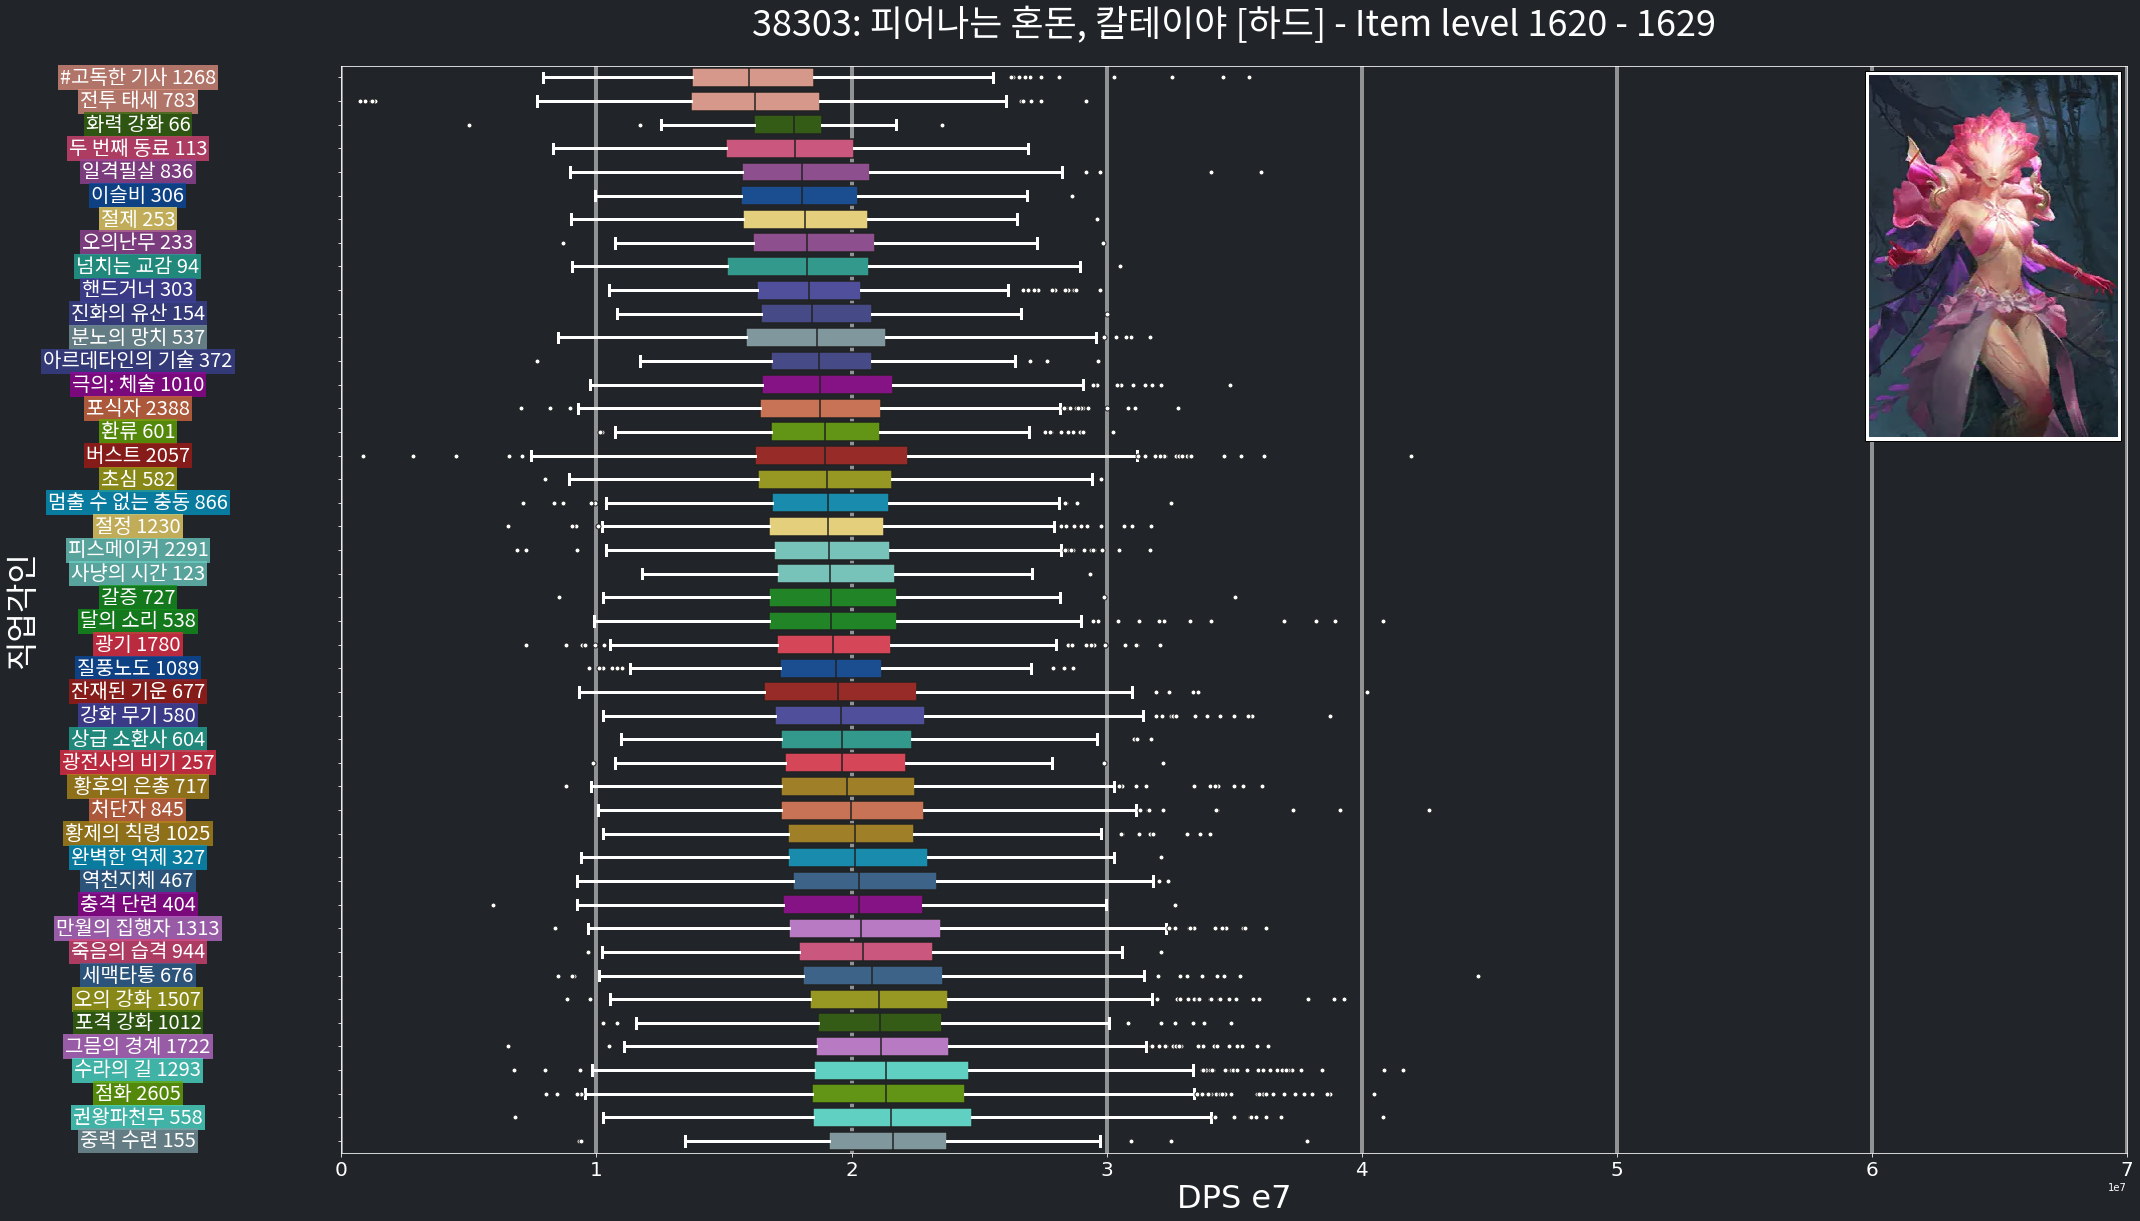 38303: 피어나는 혼돈, 칼테이야 [하드] - Item level 1620 - 1629
직업각인
#고독한 기사 1268
전투 태세 783
화력 강화 66
두 번째 동료 113
일격필살 836
이슬비 306
절제 253
오의난무 233
넘치는 교감 94
핸드거너 303
진화의 유산 154
분노의 망치 537
아르데타인의 기술 372
극의: 체술 1010
포식자 2388
환류 601
버스트 2057
초심 582
멈출 수 없는 충동 866
절정 1230
피스메이커 2291
사냥의 시간 123
갈증 727
달의 소리 538
광기 1780
질풍노도 1089
잔재된 기운 677
강화 무기 580
상급 소환사 604
광전사의 비기 257
황후의 은총 717
처단자 845
황제의 칙령 1025
완벽한 억제 327
역천지체 467
충격 단련 404
만월의 집행자 1313
죽음의 습격 944
세맥타통 676
오의 강화 1507
포격 강화 1012
그믐의 경계 1722
수라의 길 1293
점화 2605
권왕파천무 558
중력 수련 155
0 1 2 3 4 5 6 7
1e7
DPS e7